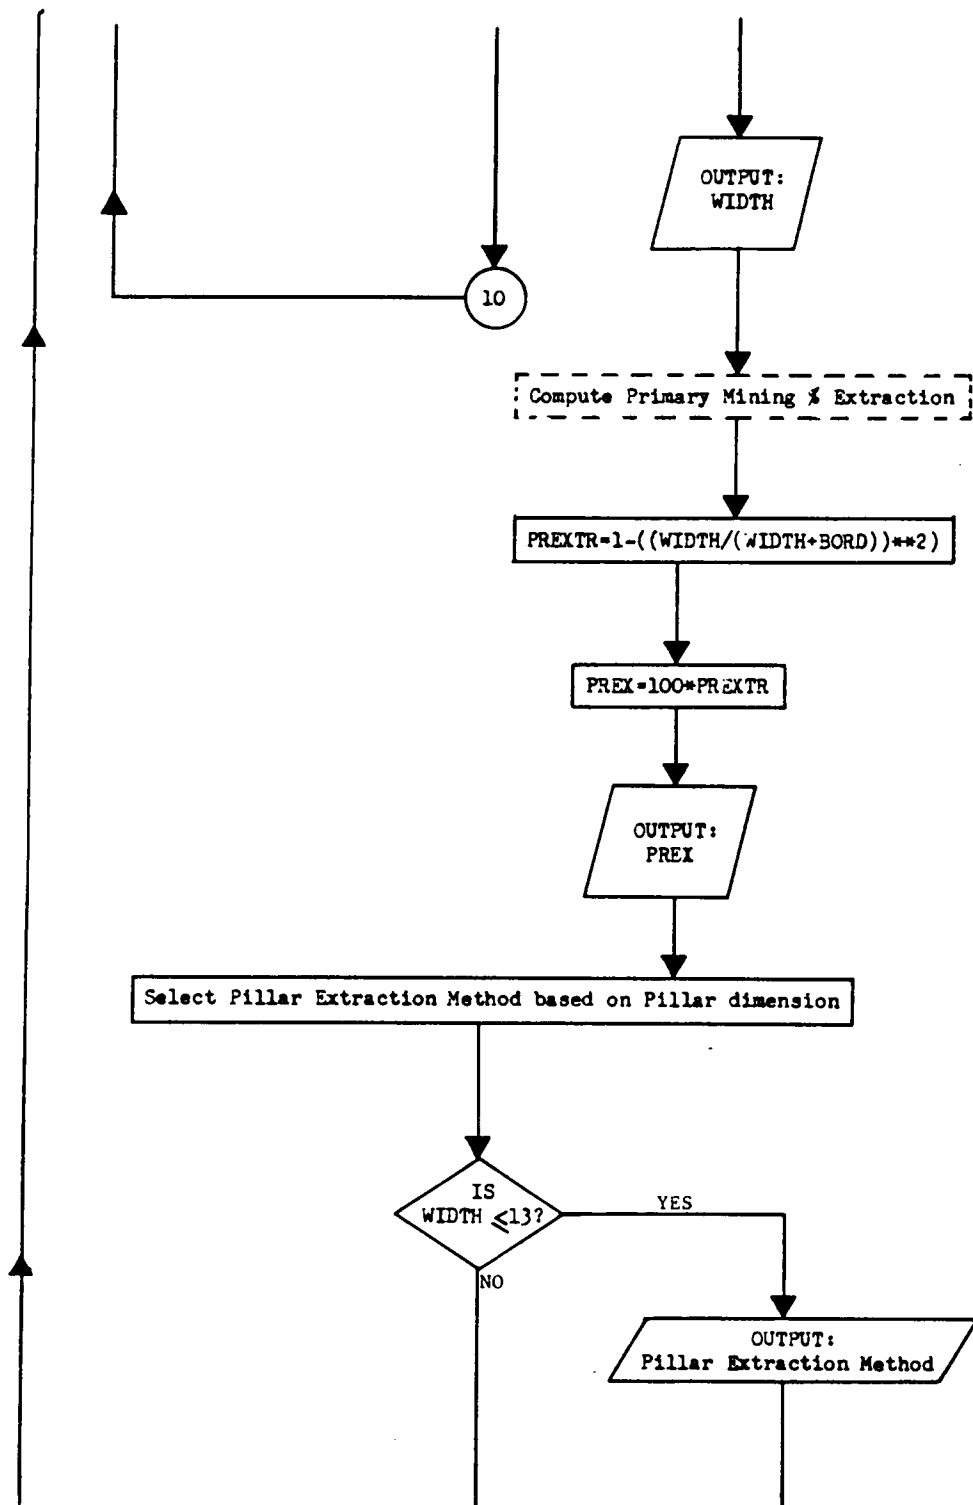 OUTPUT:
WIDTH
10
Compute Primary Mining % Extraction
PREXTR=1-((WIDTH/(WIDTH+BORD))**2)
PREX=100*PREXTR
OUTPUT:
PREX
Select Pillar Extraction Method based on Pillar dimension
IS
WIDTH ≤13?
YES
NO
OUTPUT:
Pillar Extraction Method